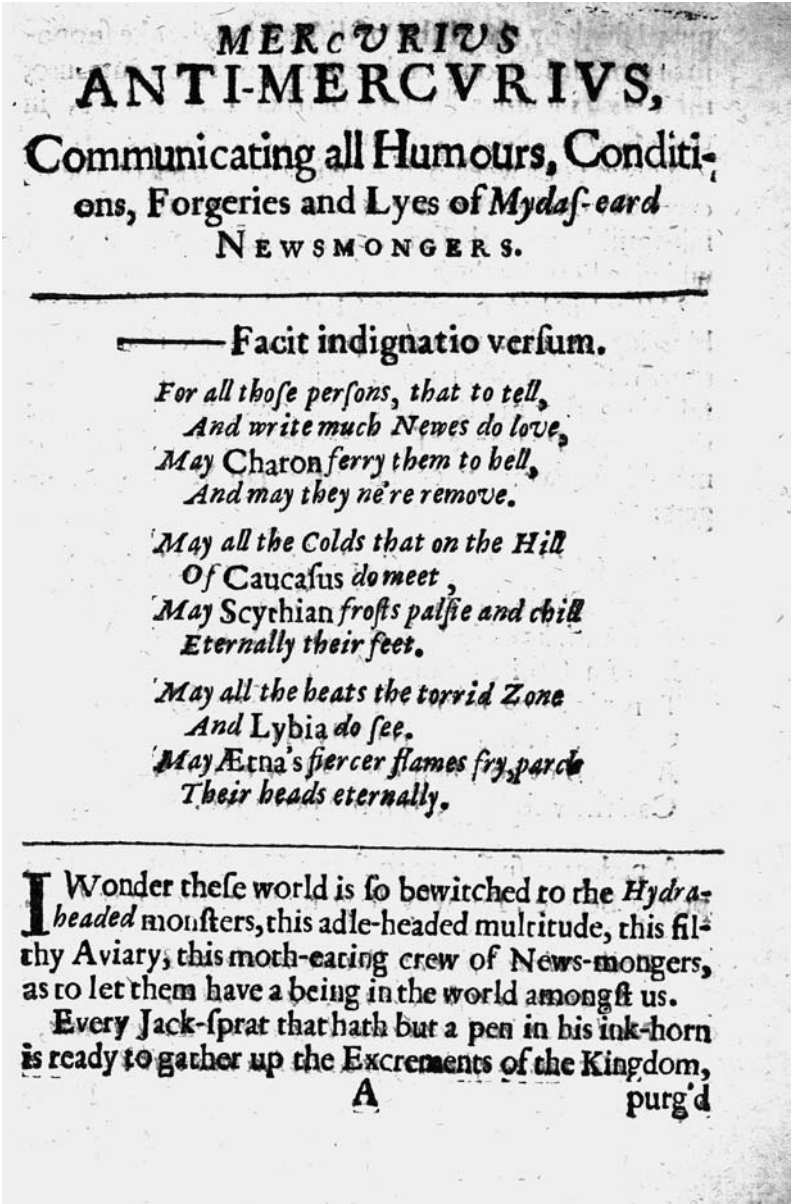 MERCVRIVS
ANTI-MERCVRIVS,
Communicating all Humours, Conditi-
ons, Forgeries and Lyes of Mydaſ-eard
NEWSMONGERS.
——Facit indignatio verſum.
For all thoſe perſons, that to tell,
And write much Newes do love,
May Charon ferry them to hell,
And may they ne're remove.
May all the Colds that on the Hill
Of Caucaſus do meet,
May Scythian froſts palſie and chill
Eternally their feet.
May all the heats the torrid Zone
And Lybia do ſee.
May Ætna's fiercer flames fry, parch
Their heads eternally.
I Wonder theſe world is ſo bewitched to the Hydra-
headed monſters, this adle-headed multitude, this fil-
thy Aviary, this moth-eating crew of News-mongers,
as to let them have a being in the world amongſt us.
Every Jack-ſprat that hath but a pen in his ink-horn
is ready to gather up the Excrements of the Kingdom,
A
purg'd